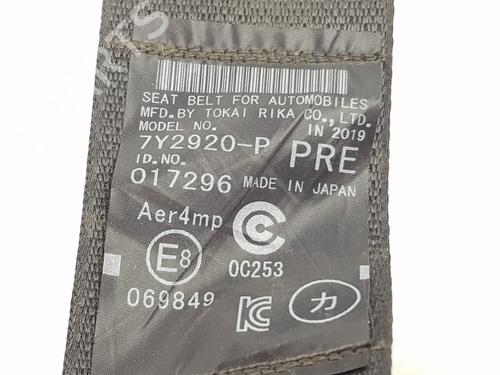 SEAT BELT FOR AUTOMOBILES
MFD.BY TOKAI RIKA CO., LTD.
MODEL NO. IN 2019
7Y2920-P PRE
ID.NO.
017296 MADE IN JAPAN
Aer4mp C
E8 0C253
069849 KC カ